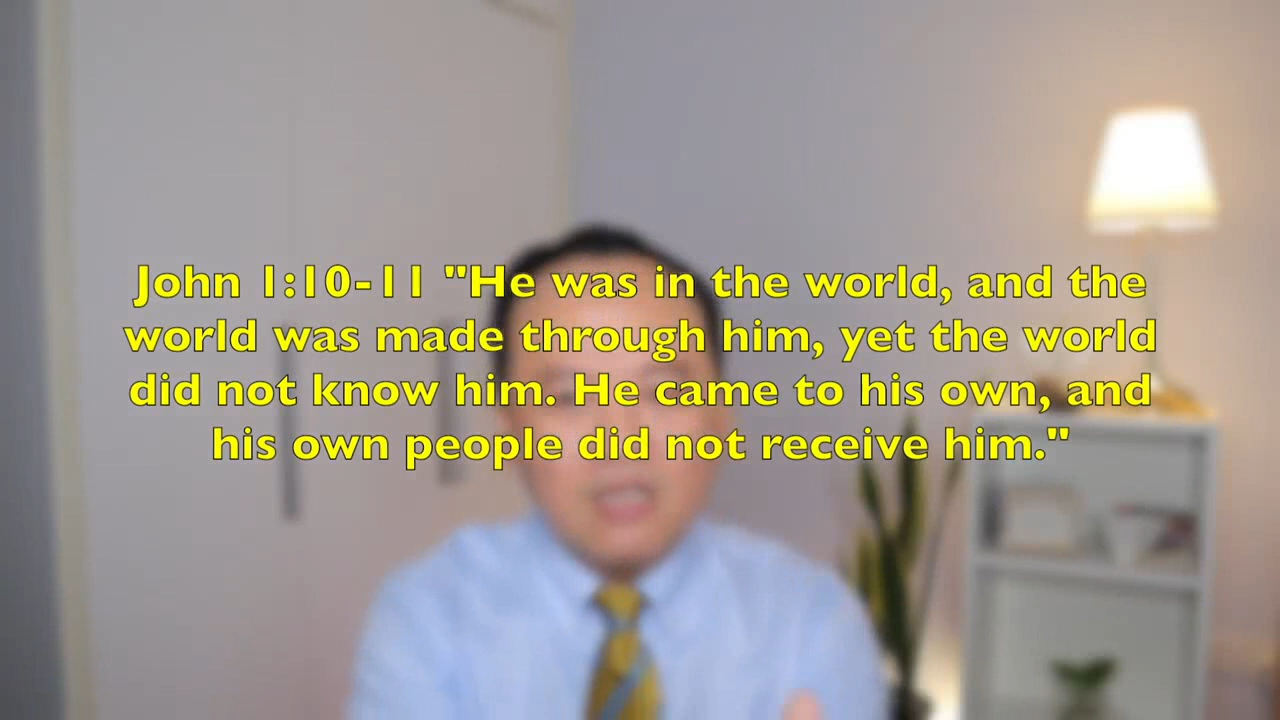 John 1:10-11 "He was in the world, and the
world was made through him, yet the world
did not know him. He came to his own, and
his own people did not receive him."